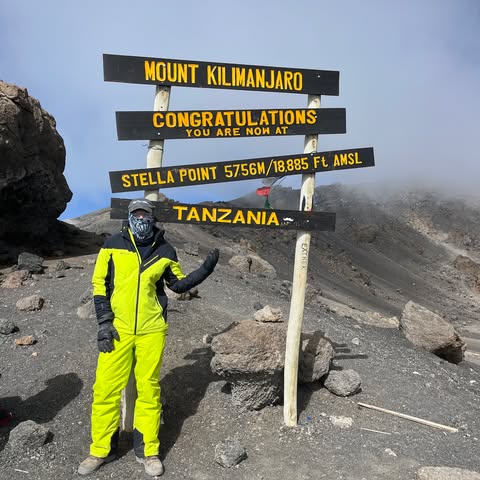 MOUNT KILIMANJARO
CONGRATULATIONS
YOU ARE NOW AT
STELLA POINT 5756M/18,885 Ft AMSL
TANZANIA